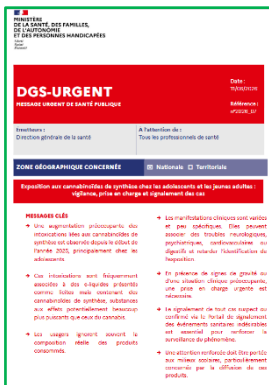 MINISTÈRE
DE LA SANTÉ, DES FAMILLES,
DE L'AUTONOMIE
ET DES PERSONNES HANDICAPÉES
DGS-URGENT
MESSAGE URGENT DE SANTÉ PUBLIQUE
Date :
Référence :
Émetteurs :
Direction générale de la santé
A l'attention de :
Tous les professionnels de santé
ZONE GÉOGRAPHIQUE CONCERNÉE
Nationale
Territoriale
Exposition aux cannabinoïdes de synthèse chez les adolescents et les jeunes adultes :
vigilance, prise en charge et signalement des cas
MESSAGES CLÉS
Une augmentation préoccupante des
intoxications liées aux cannabinoïdes de
synthèse est observée depuis le début de
l'année 2025, principalement chez les
adolescents
Ces intoxications sont fréquemment
associées à des e-liquides présentés
comme
mais contenant des
cannabinoïdes de synthèse, substances
aux effets potentiellement beaucoup
plus puissants que ceux du cannabis
Les usagers ignorent souvent la
composition réelle des produits
consommés.
Les manifestations cliniques sont variées
et peu spécifiques. Elles peuvent
associer des troubles neurologiques,
psychiatriques, cardiovasculaires ou
digestifs et retarder l'identification de
l'exposition
En présence de signes de gravité ou
d'une situation clinique préoccupante,
une prise en charge urgente est
nécessaire
Le signalement de tout cas suspect ou
confirmé via le Portail de signalement
des événements sanitaires indésirables
est essentiel pour renforcer la
surveillance du phénomène.
Une attention renforcée doit être portée
aux milieux scolaires, particulièrement
concernés par la diffusion de ces
produits.